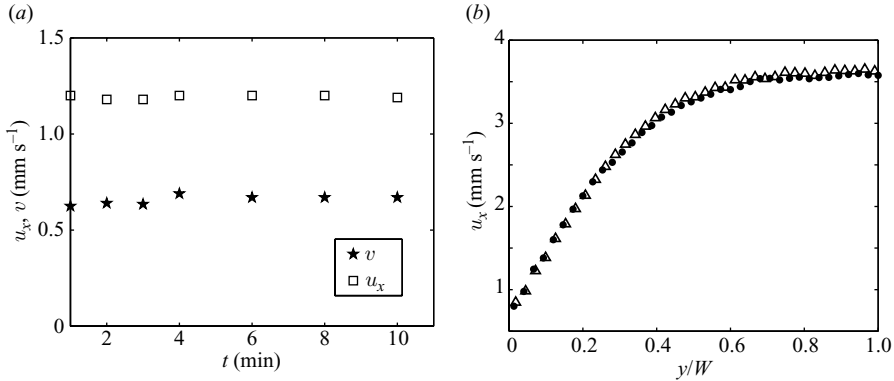 (a)
1.5
1.0
0.5
0
u_x, v (mm s⁻¹)
2 4 6 8 10
t (min)
v
u_x
(b)
4
3
2
1
u_x (mm s⁻¹)
0 0.2 0.4 0.6 0.8 1.0
y/W